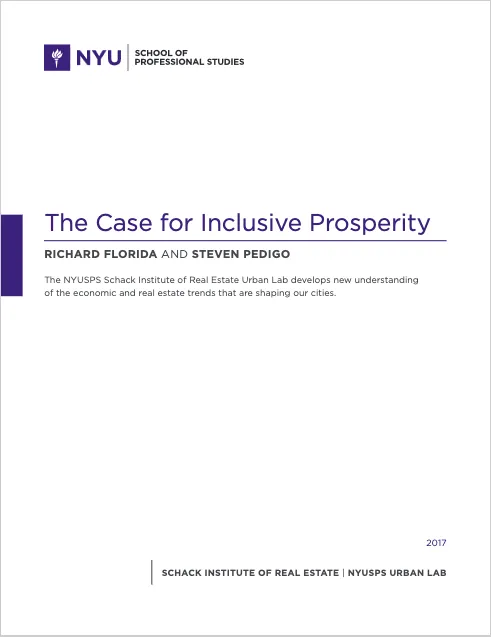 NYU
SCHOOL OF
PROFESSIONAL STUDIES
The Case for Inclusive Prosperity
RICHARD FLORIDA AND STEVEN PEDIGO
The NYUSPS Schack Institute of Real Estate Urban Lab develops new understanding
of the economic and real estate trends that are shaping our cities.
2017
SCHACK INSTITUTE OF REAL ESTATE | NYUSPS URBAN LAB